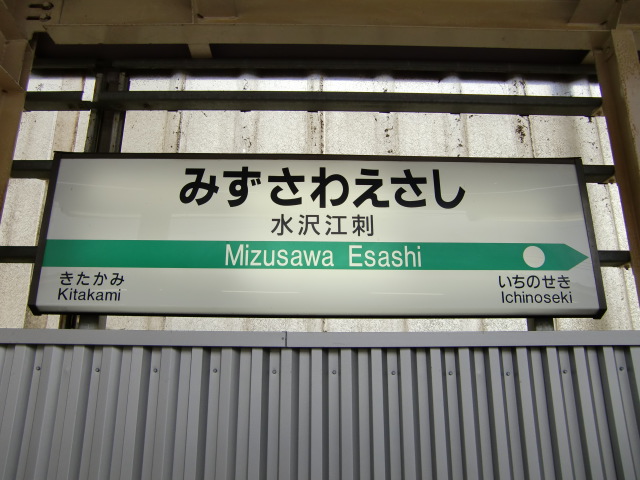 みずさわえさし
水沢江刺
Mizusawa Esashi
きたかみ
Kitakami
いちのせき
Ichinoseki